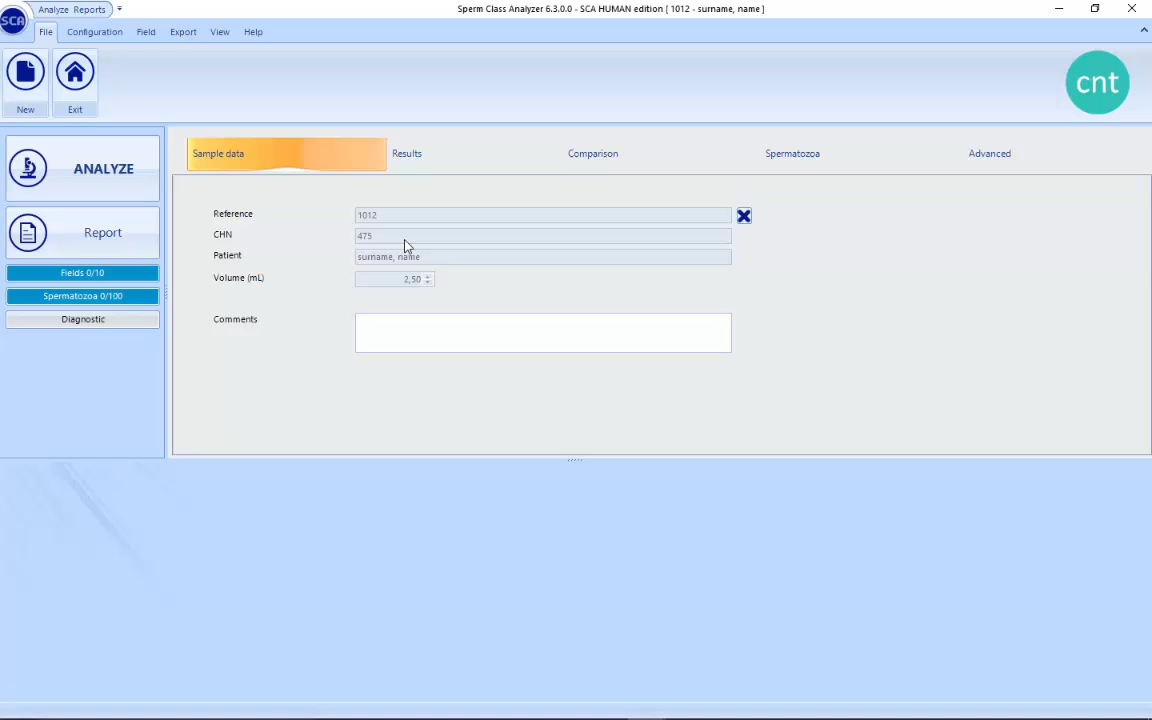 Analyze Reports
Sperm Class Analyzer 6.3.0.0 - SCA HUMAN edition [ 1012 - surname, name ]
SCA
File Configuration Field Export View Help
cnt
New Exit
ANALYZE
Sample data Results Comparison Spermatozoa Advanced
Report
Fields 0/10
Spermatozoa 0/100
Diagnostic
Reference 1012
CHN 475
Patient surname, name
Volume (mL) 2,50
Comments